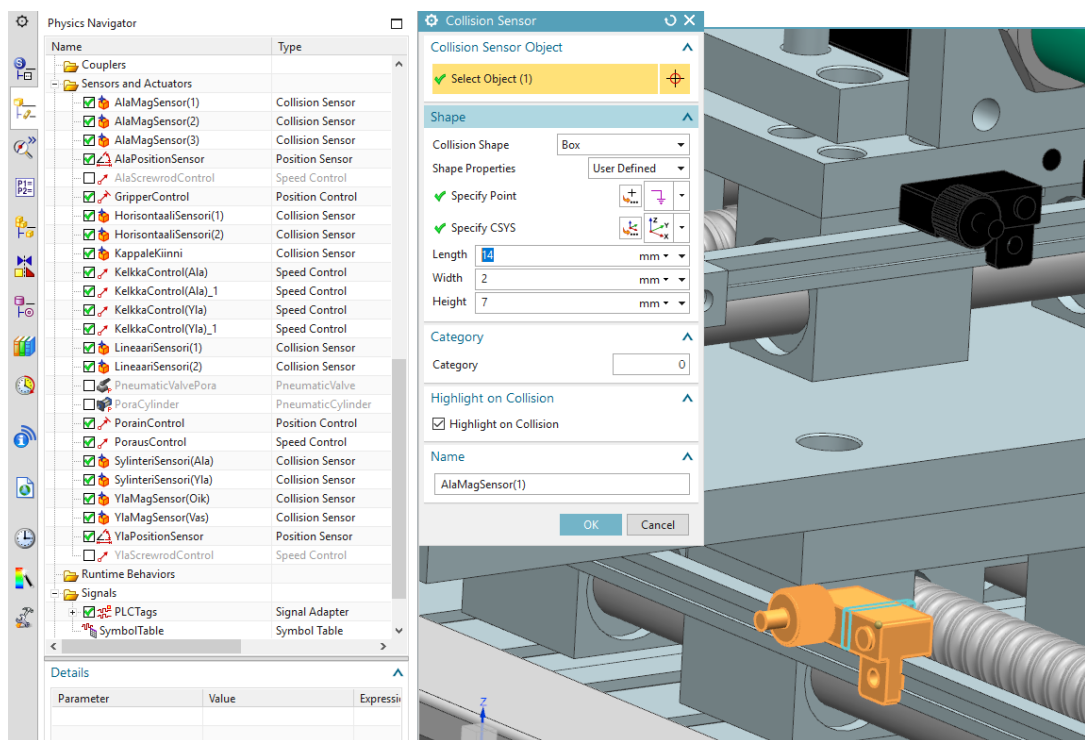 Physics Navigator
Name Type
Couplers
Sensors and Actuators
AlaMagSensor(1) Collision Sensor
AlaMagSensor(2) Collision Sensor
AlaMagSensor(3) Collision Sensor
AlaPositionSensor Position Sensor
AlaScrewrodControl Speed Control
GripperControl Position Control
HorisontaaliSensori(1) Collision Sensor
HorisontaaliSensori(2) Collision Sensor
KappaleKiinni Collision Sensor
KelkkaControl(Ala) Speed Control
KelkkaControl(Ala)_1 Speed Control
KelkkaControl(Yla) Speed Control
KelkkaControl(Yla)_1 Speed Control
LineaariSensori(1) Collision Sensor
LineaariSensori(2) Collision Sensor
PneumaticValvePora PneumaticValve
PoraCylinder PneumaticCylinder
PorainControl Position Control
PorausControl Speed Control
SylinteriSensori(Ala) Collision Sensor
SylinteriSensori(Yla) Collision Sensor
YlaMagSensor(Oik) Collision Sensor
YlaMagSensor(Vas) Collision Sensor
YlaPositionSensor Position Sensor
YlaScrewrodControl Speed Control
Runtime Behaviors
Signals
PLCTags Signal Adapter
SymbolTable Symbol Table
Details
Parameter Value Expressi
Collision Sensor
Collision Sensor Object
Select Object (1)
Shape
Collision Shape Box
Shape Properties User Defined
Specify Point
Specify CSYS
Length 14 mm
Width 2 mm
Height 7 mm
Category
Category 0
Highlight on Collision
Highlight on Collision
Name
AlaMagSensor(1)
OK Cancel
Z